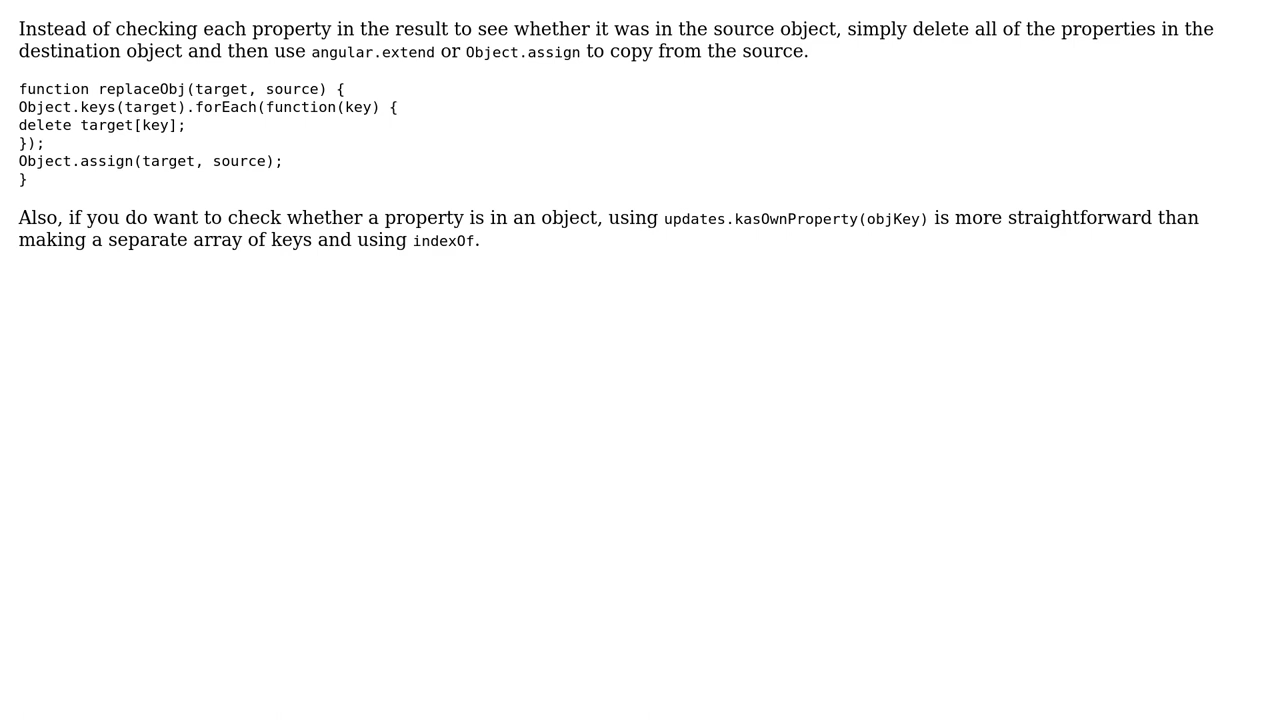 Instead of checking each property in the result to see whether it was in the source object, simply delete all of the properties in the
destination object and then use angular.extend or Object.assign to copy from the source.
function replaceObj(target, source) {
Object.keys(target).forEach(function(key) {
delete target[key];
});
Object.assign(target, source);
}
Also, if you do want to check whether a property is in an object, using updates.kasOwnProperty(objKey) is more straightforward than
making a separate array of keys and using indexOf.